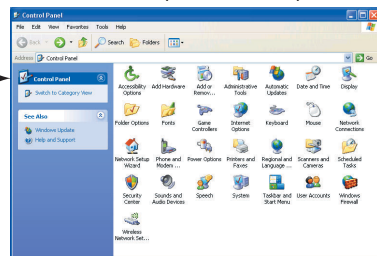 Control Panel
File Edit View Favorites Tools Help
Back Search Folders
Address Control Panel Go
Control Panel
Switch to Category View
See Also
Windows Update
Help and Support
Accessibility Options
Add Hardware
Add or Remov...
Administrative Tools
Automatic Updates
Date and Time
Display
Folder Options
Fonts
Game Controllers
Internet Options
Keyboard
Mouse
Network Connections
Network Setup Wizard
Phone and Modem ...
Power Options
Printers and Faxes
Regional and Language ...
Scanners and Cameras
Scheduled Tasks
Security Center
Sounds and Audio Devices
Speech
System
Taskbar and Start Menu
User Accounts
Windows Firewall
Wireless Network Set...